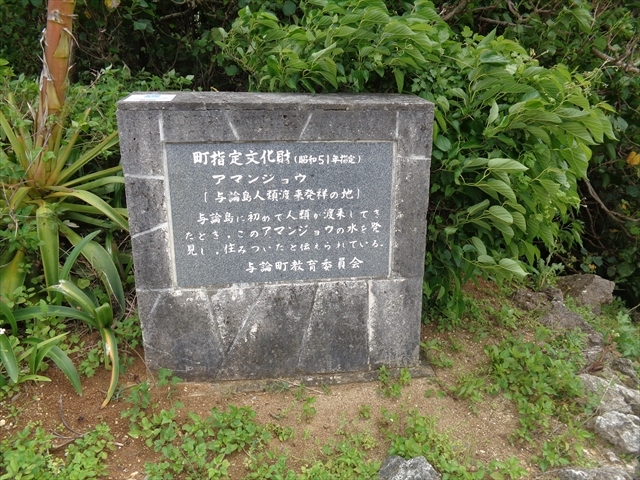 町指定文化財(昭和51年指定)
アマンジョウ
［与論島人類渡来発祥の地］
与論島に初めて人類が渡来してき
たとき、このアマンジョウの水を発
見し、住みついたと伝えられている。
与論町教育委員会